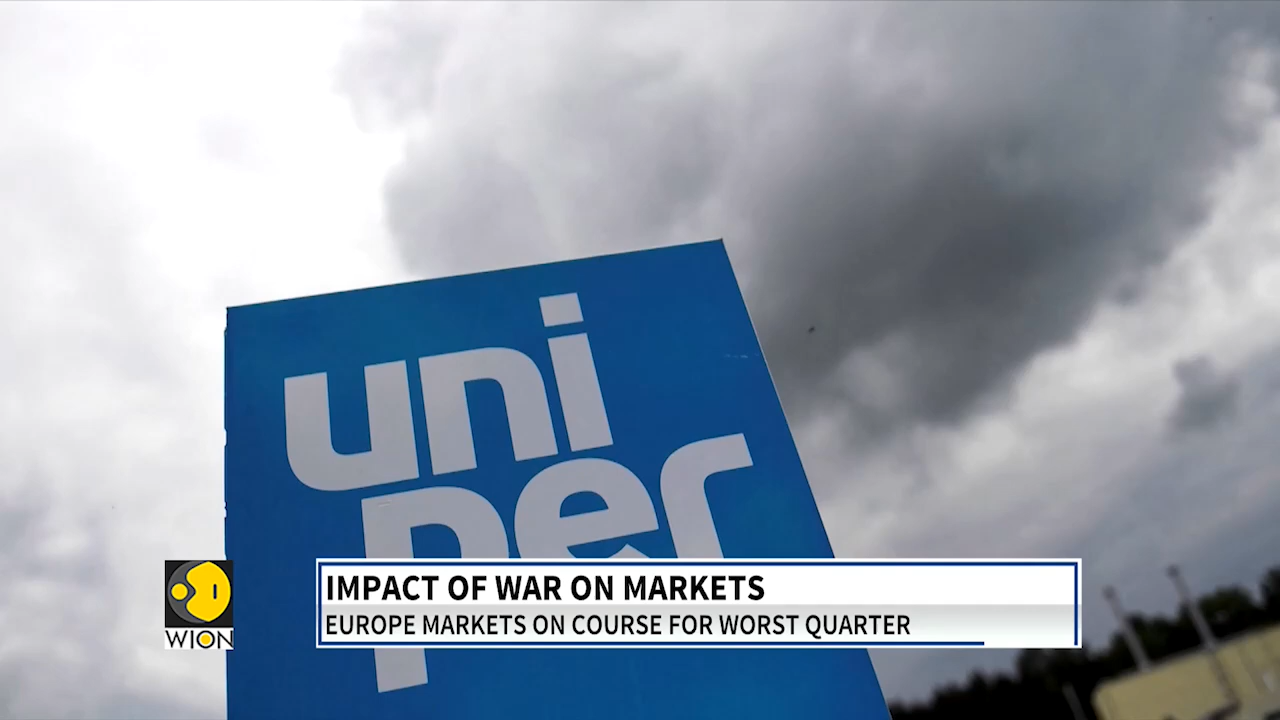 uni
per
IMPACT OF WAR ON MARKETS
EUROPE MARKETS ON COURSE FOR WORST QUARTER
WION